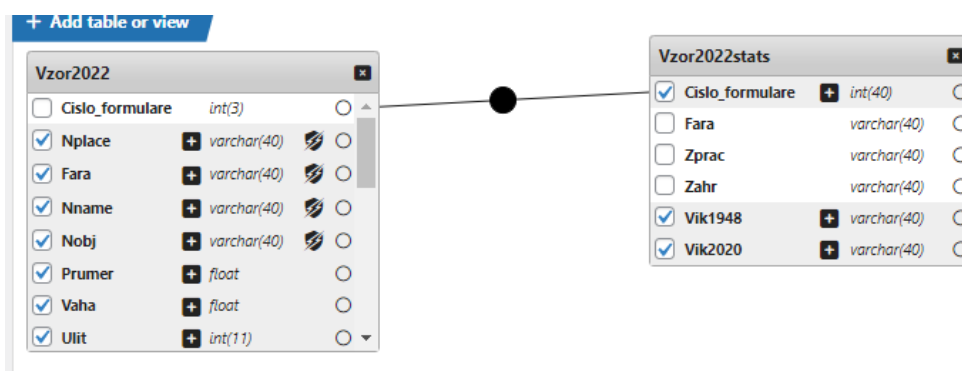 + Add table or view
Vzor2022
Cislo_formulare int(3)
Nplace varchar(40)
Fara varchar(40)
Nname varchar(40)
Nobj varchar(40)
Prumer float
Vaha float
Ulit int(11)
Vzor2022stats
Cislo_formulare int(40)
Fara varchar(40)
Zprac varchar(40)
Zahr varchar(40)
Vik1948 varchar(40)
Vik2020 varchar(40)